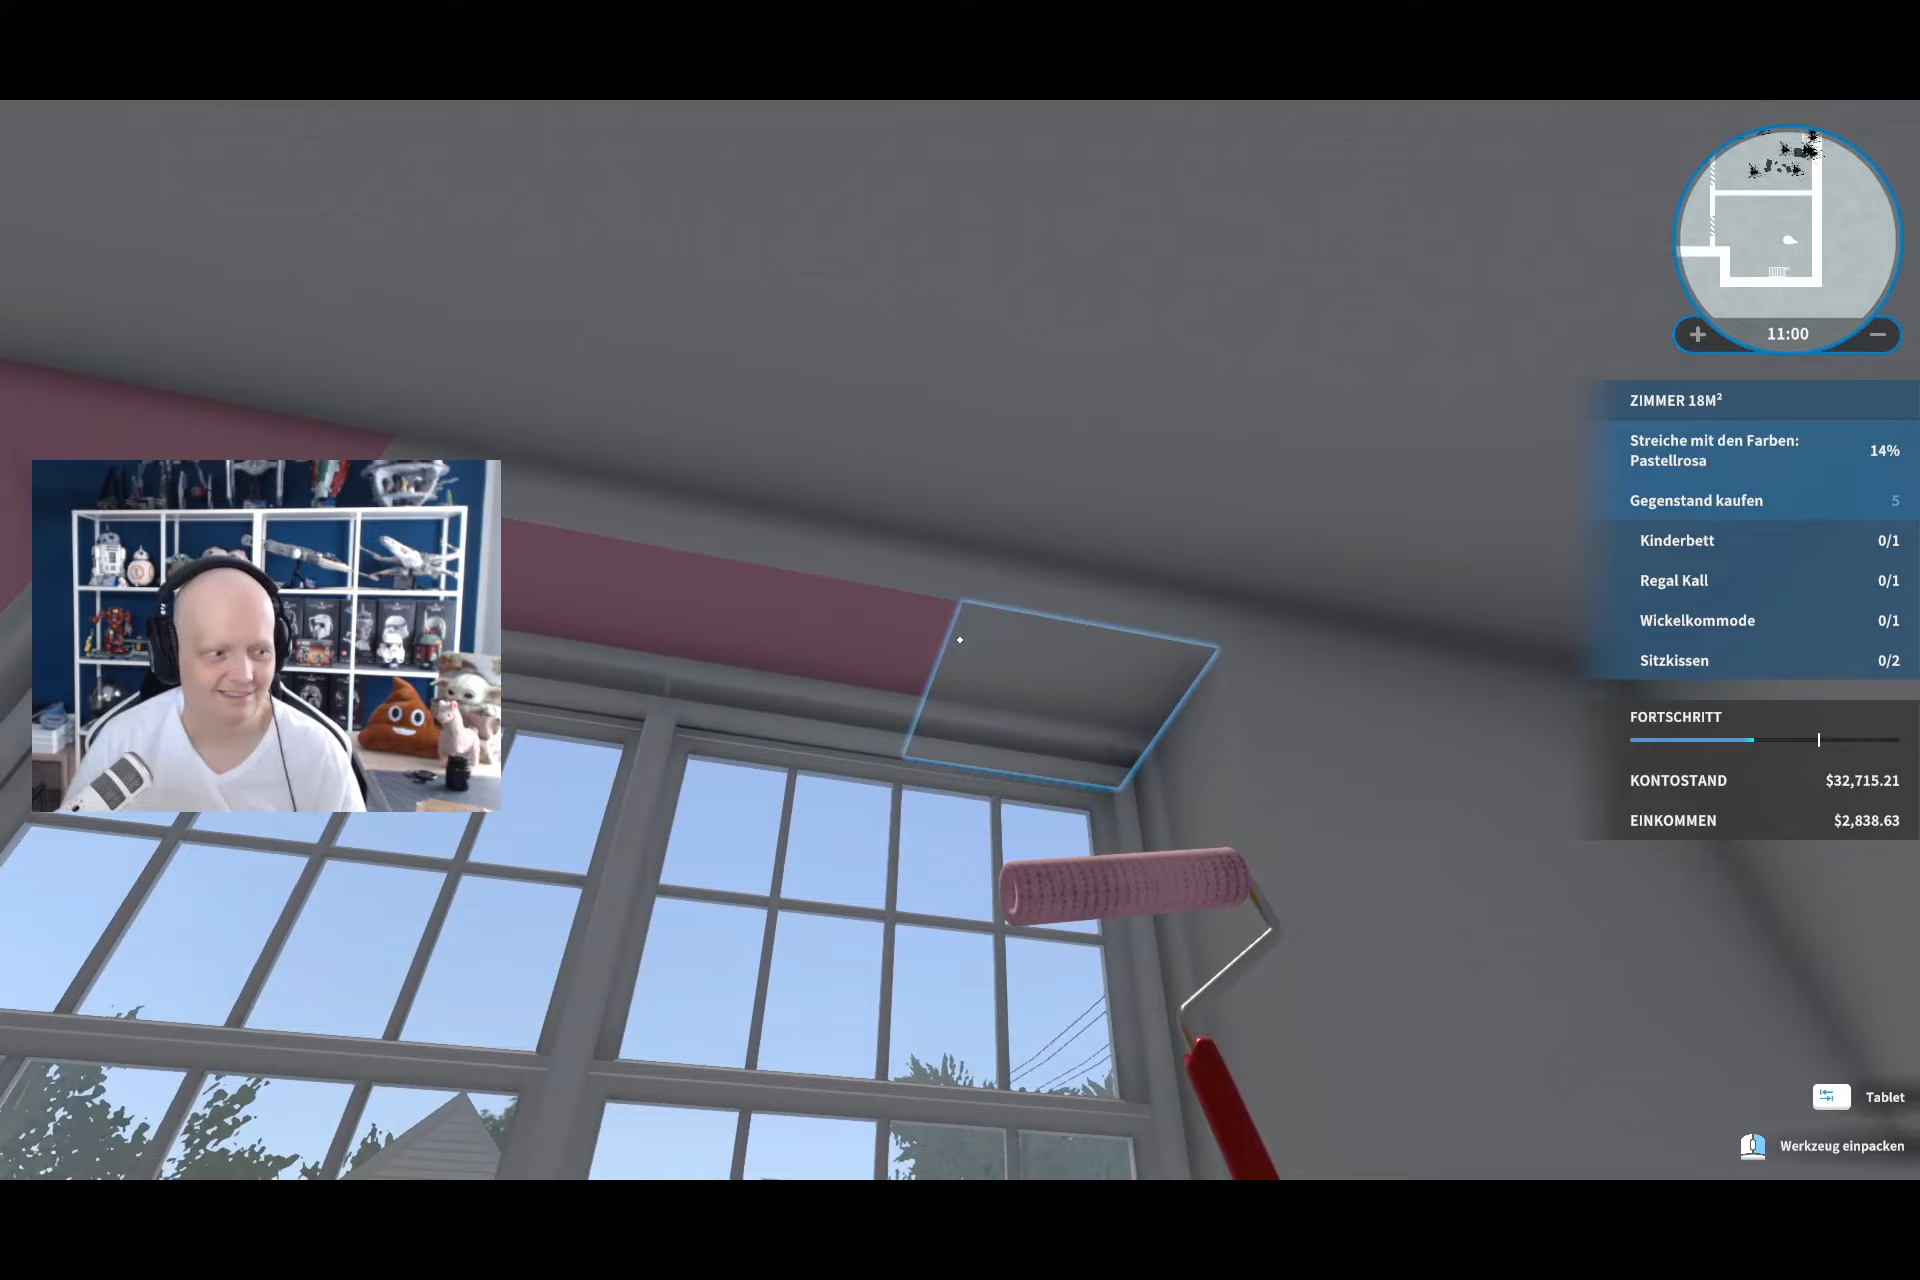 11:00
ZIMMER 18M²
Streiche mit den Farben: 14%
Pastellrosa
Gegenstand kaufen 5
Kinderbett 0/1
Regal Kall 0/1
Wickelkommode 0/1
Sitzkissen 0/2
FORTSCHRITT
KONTOSTAND $32,715.21
EINKOMMEN $2,838.63
Tablet
Werkzeug einpacken